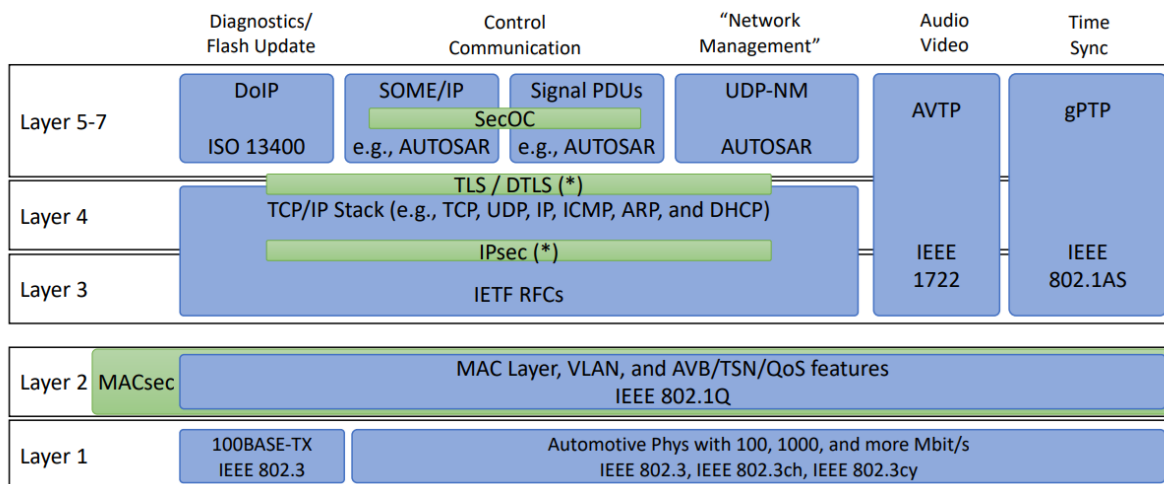 Diagnostics/
Flash Update
Control
Communication
“Network
Management”
Audio
Video
Time
Sync
Layer 5-7
DoIP
ISO 13400
SOME/IP
e.g., AUTOSAR
Signal PDUs
e.g., AUTOSAR
SecOC
UDP-NM
AUTOSAR
AVTP
IEEE
1722
gPTP
IEEE
802.1AS
TLS / DTLS (*)
Layer 4
TCP/IP Stack (e.g., TCP, UDP, IP, ICMP, ARP, and DHCP)
IPsec (*)
Layer 3
IETF RFCs
Layer 2
MACsec
MAC Layer, VLAN, and AVB/TSN/QoS features
IEEE 802.1Q
Layer 1
100BASE-TX
IEEE 802.3
Automotive Phys with 100, 1000, and more Mbit/s
IEEE 802.3, IEEE 802.3ch, IEEE 802.3cy